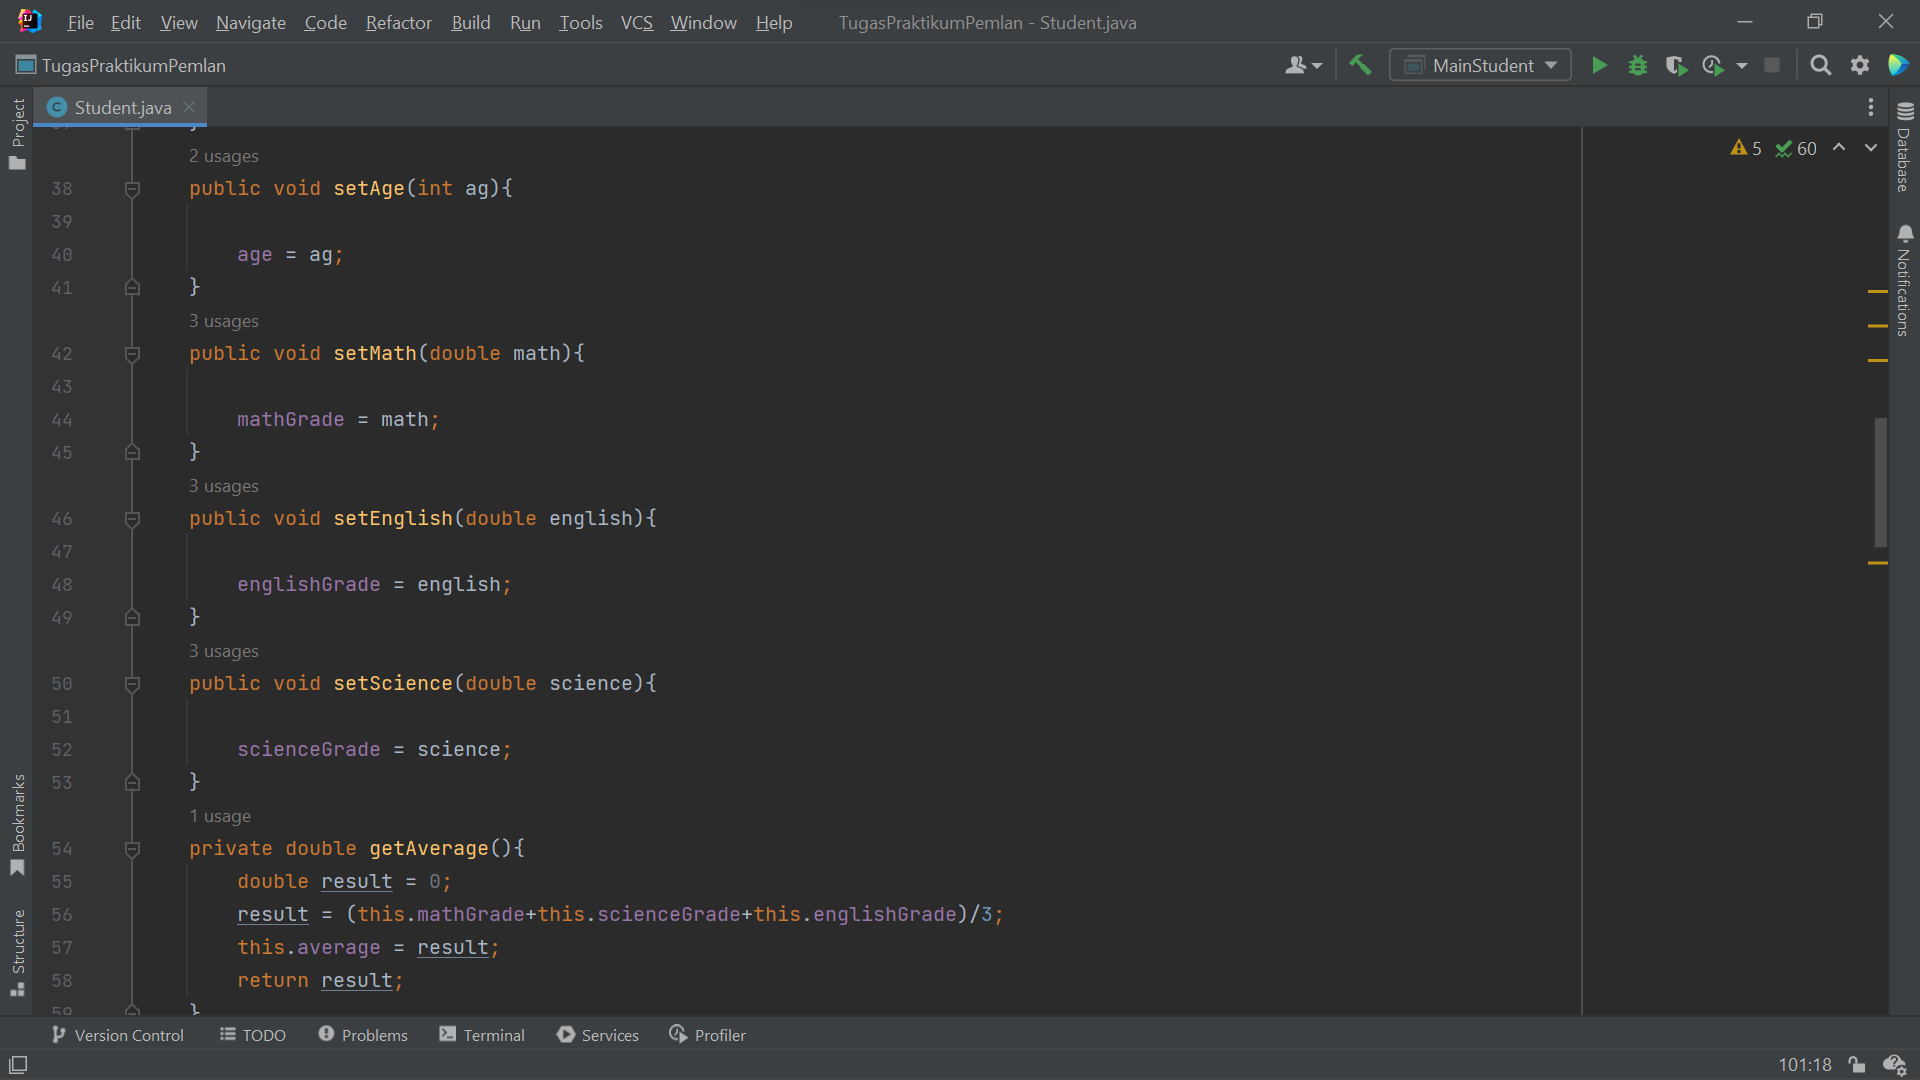 File Edit View Navigate Code Refactor Build Run Tools VCS Window Help TugasPraktikumPemlan - Student.java
TugasPraktikumPemlan MainStudent
Project
Student.java
5 60
2 usages
38 public void setAge(int ag){
39
40 age = ag;
41 }
3 usages
42 public void setMath(double math){
43
44 mathGrade = math;
45 }
3 usages
46 public void setEnglish(double english){
47
48 englishGrade = english;
49 }
3 usages
50 public void setScience(double science){
51
52 scienceGrade = science;
53 }
1 usage
54 private double getAverage(){
55 double result = 0;
56 result = (this.mathGrade+this.scienceGrade+this.englishGrade)/3;
57 this.average = result;
58 return result;
59 }
Bookmarks
Structure
Database
Notifications
Version Control TODO Problems Terminal Services Profiler
101:18